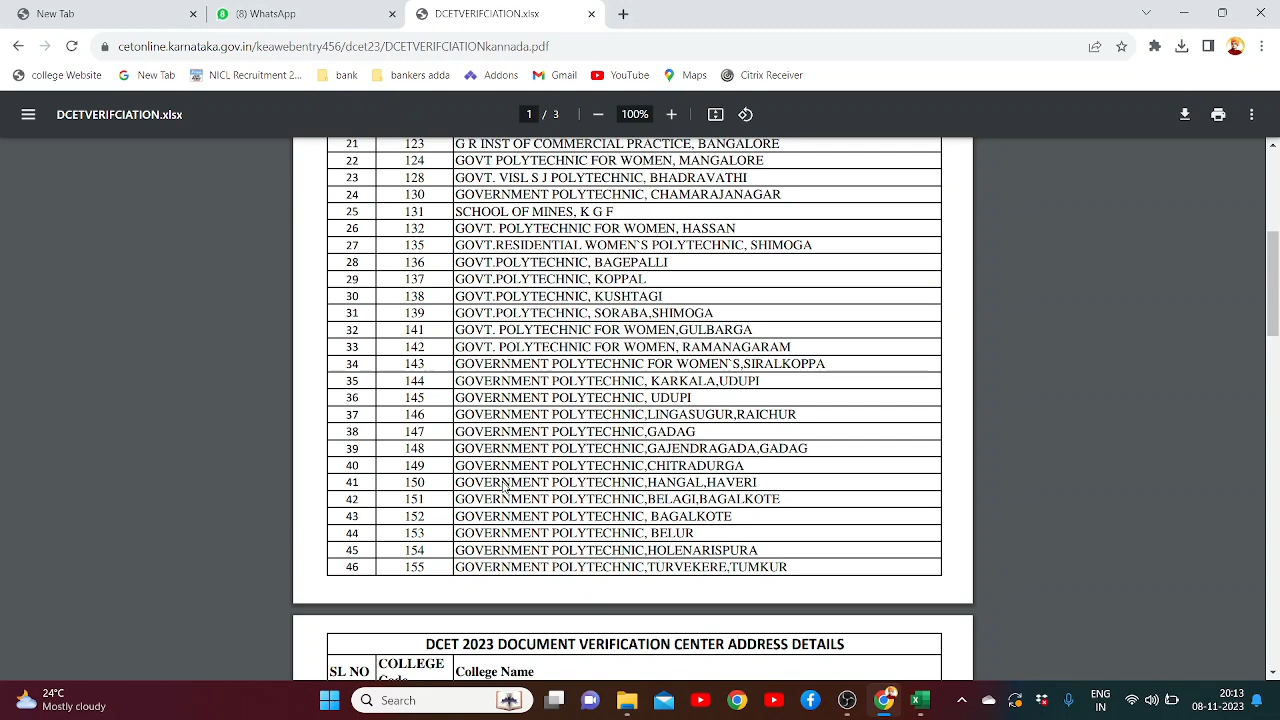 New Tab
(8) WhatsApp
DCETVERIFCIATION.xlsx
cetonline.karnataka.gov.in/keawebentry456/dcet23/DCETVERIFCIATIONkannada.pdf
college Website New Tab NICL Recruitment 2... bank bankers adda Addons Gmail YouTube Maps Citrix Receiver
DCETVERIFCIATION.xlsx 1 / 3 100%
21 123 G R INST OF COMMERCIAL PRACTICE, BANGALORE
22 124 GOVT POLYTECHNIC FOR WOMEN, MANGALORE
23 128 GOVT. VISL S J POLYTECHNIC, BHADRAVATHI
24 130 GOVERNMENT POLYTECHNIC, CHAMARAJANAGAR
25 131 SCHOOL OF MINES, K G F
26 132 GOVT. POLYTECHNIC FOR WOMEN, HASSAN
27 135 GOVT.RESIDENTIAL WOMEN`S POLYTECHNIC, SHIMOGA
28 136 GOVT.POLYTECHNIC, BAGEPALLI
29 137 GOVT.POLYTECHNIC, KOPPAL
30 138 GOVT.POLYTECHNIC, KUSHTAGI
31 139 GOVT.POLYTECHNIC, SORABA,SHIMOGA
32 141 GOVT. POLYTECHNIC FOR WOMEN,GULBARGA
33 142 GOVT. POLYTECHNIC FOR WOMEN, RAMANAGARAM
34 143 GOVERNMENT POLYTECHNIC FOR WOMEN`S,SIRALKOPPA
35 144 GOVERNMENT POLYTECHNIC, KARKALA,UDUPI
36 145 GOVERNMENT POLYTECHNIC, UDUPI
37 146 GOVERNMENT POLYTECHNIC,LINGASUGUR,RAICHUR
38 147 GOVERNMENT POLYTECHNIC,GADAG
39 148 GOVERNMENT POLYTECHNIC,GAJENDRAGADA,GADAG
40 149 GOVERNMENT POLYTECHNIC,CHITRADURGA
41 150 GOVERNMENT POLYTECHNIC,HANGAL,HAVERI
42 151 GOVERNMENT POLYTECHNIC,BELAGI,BAGALKOTE
43 152 GOVERNMENT POLYTECHNIC, BAGALKOTE
44 153 GOVERNMENT POLYTECHNIC, BELUR
45 154 GOVERNMENT POLYTECHNIC,HOLENARISPURA
46 155 GOVERNMENT POLYTECHNIC,TURVEKERE,TUMKUR
DCET 2023 DOCUMENT VERIFICATION CENTER ADDRESS DETAILS
SL NO COLLEGE College Name
24°C
Mostly cloudy
Search
ENG
IN
20:13
08-11-2023